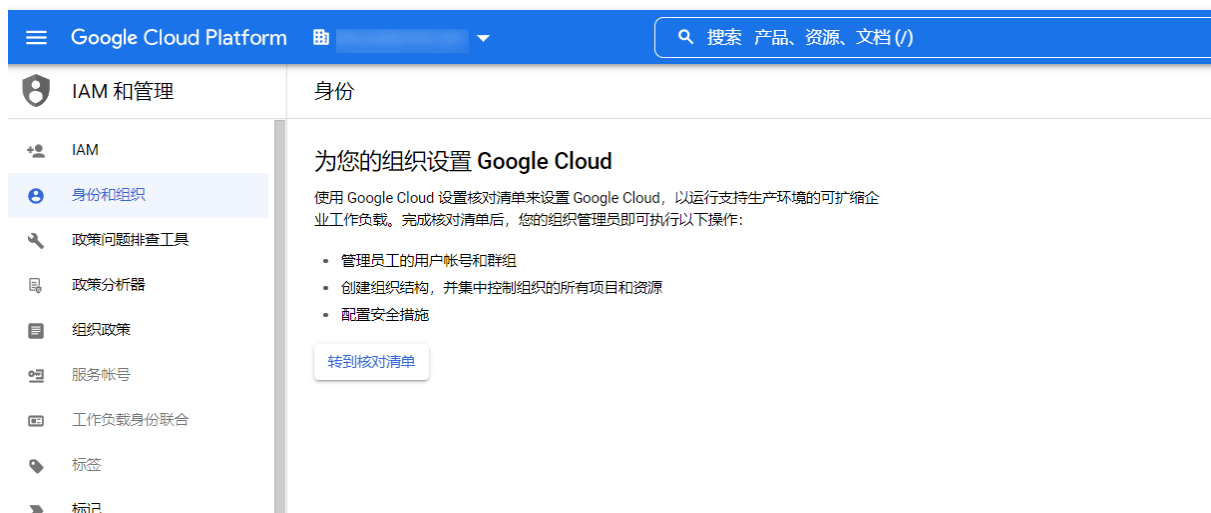 Google Cloud Platform
搜索 产品、资源、文档 (/)
IAM 和管理
身份
IAM
身份和组织
政策问题排查工具
政策分析器
组织政策
服务帐号
工作负载身份联合
标签
标记
为您的组织设置 Google Cloud
使用 Google Cloud 设置核对清单来设置 Google Cloud，以运行支持生产环境的可扩缩企
业工作负载。完成核对清单后，您的组织管理员即可执行以下操作：
• 管理员工的用户帐号和群组
• 创建组织结构，并集中控制组织的所有项目和资源
• 配置安全措施
转到核对清单